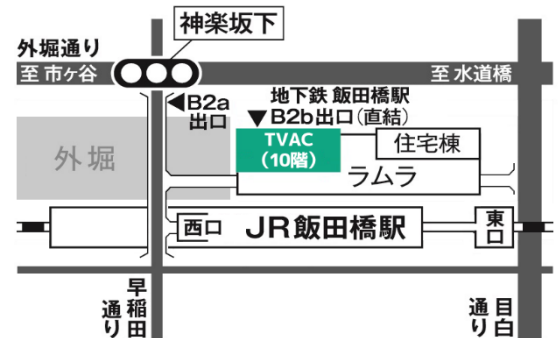 神楽坂下
外堀通り
至 市ヶ谷
至 水道橋
◀B2a
出口
地下鉄 飯田橋駅
▼B2b出口(直結)
TVAC
(10階)
住宅棟
外堀
ラムラ
西口
JR飯田橋駅
東口
早稲田通り
目白通り